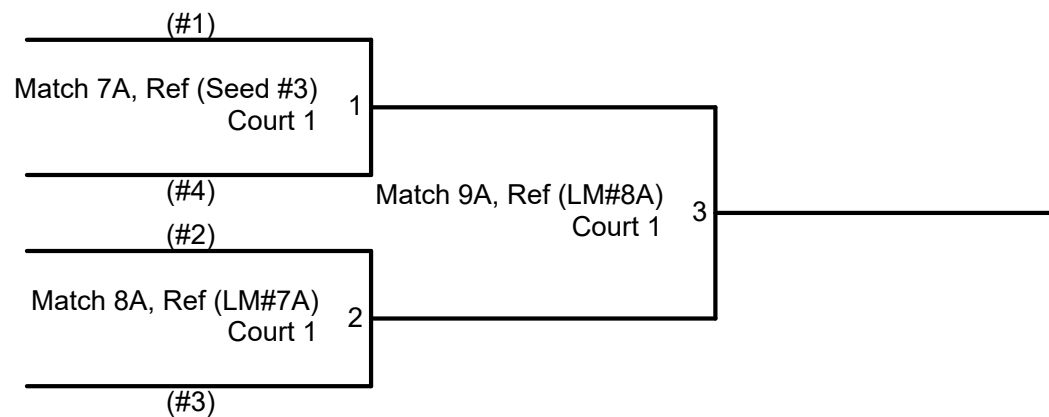 (#1)
Match 7A, Ref (Seed #3)
Court 1
1
(#4)
Match 9A, Ref (LM#8A)
Court 1
3
(#2)
Match 8A, Ref (LM#7A)
Court 1
2
(#3)